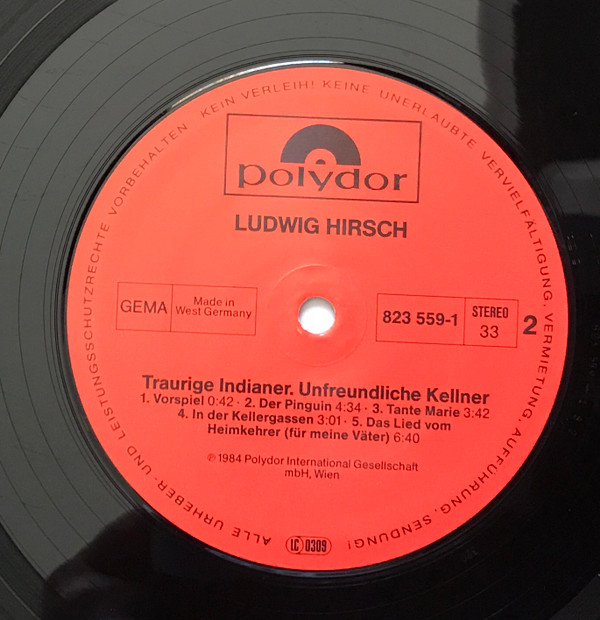 ALLE URHEBER- UND LEISTUNGSSCHUTZRECHTE VORBEHALTEN  KEIN VERLEIH! KEINE UNERLAUBTE VERVIELFÄLTIGUNG, VERMIETUNG, AUFFÜHRUNG, SENDUNG!
polydor
LUDWIG HIRSCH
GEMA
Made in
West Germany
823 559-1
STEREO
33
2
Traurige Indianer. Unfreundliche Kellner
1. Vorspiel 0:42 · 2. Der Pinguin 4:34 · 3. Tante Marie 3:42
4. In der Kellergassen 3:01 · 5. Das Lied vom
Heimkehrer (für meine Väter) 6:40
℗ 1984 Polydor International Gesellschaft
mbH, Wien
LC 0309